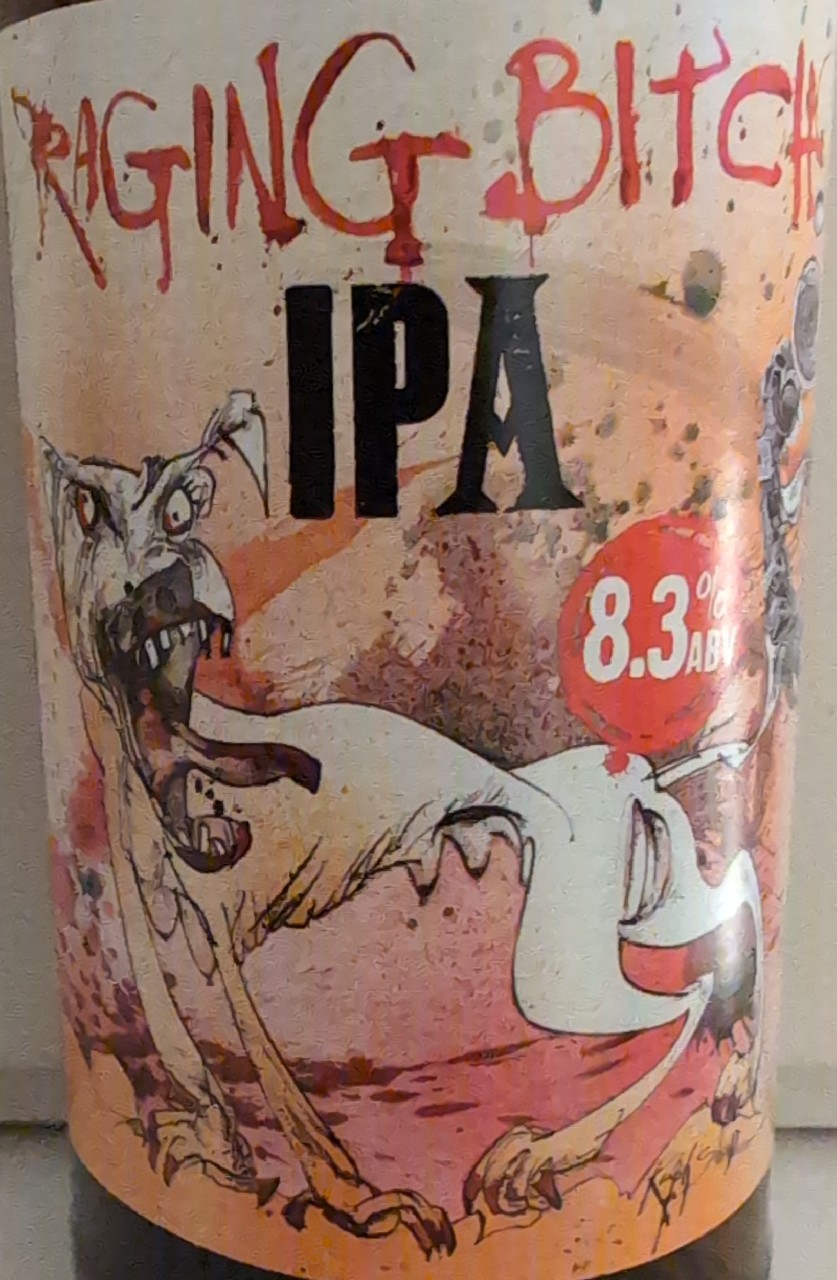 RAGING BITCH
IPA
8.3% ABV